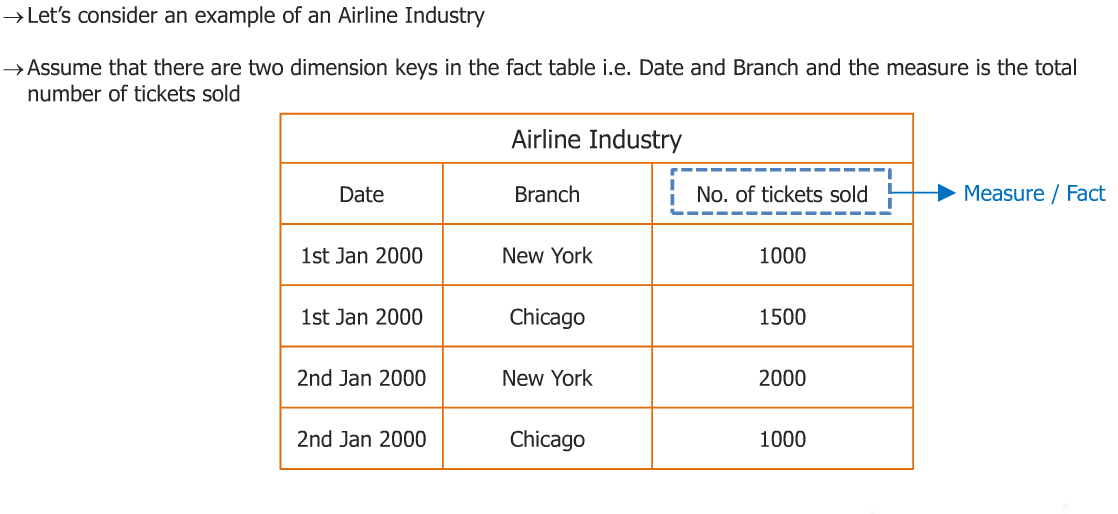 →Let's consider an example of an Airline Industry
→Assume that there are two dimension keys in the fact table i.e. Date and Branch and the measure is the total
number of tickets sold
Airline Industry
Date Branch No. of tickets sold Measure / Fact
1st Jan 2000 New York 1000
1st Jan 2000 Chicago 1500
2nd Jan 2000 New York 2000
2nd Jan 2000 Chicago 1000